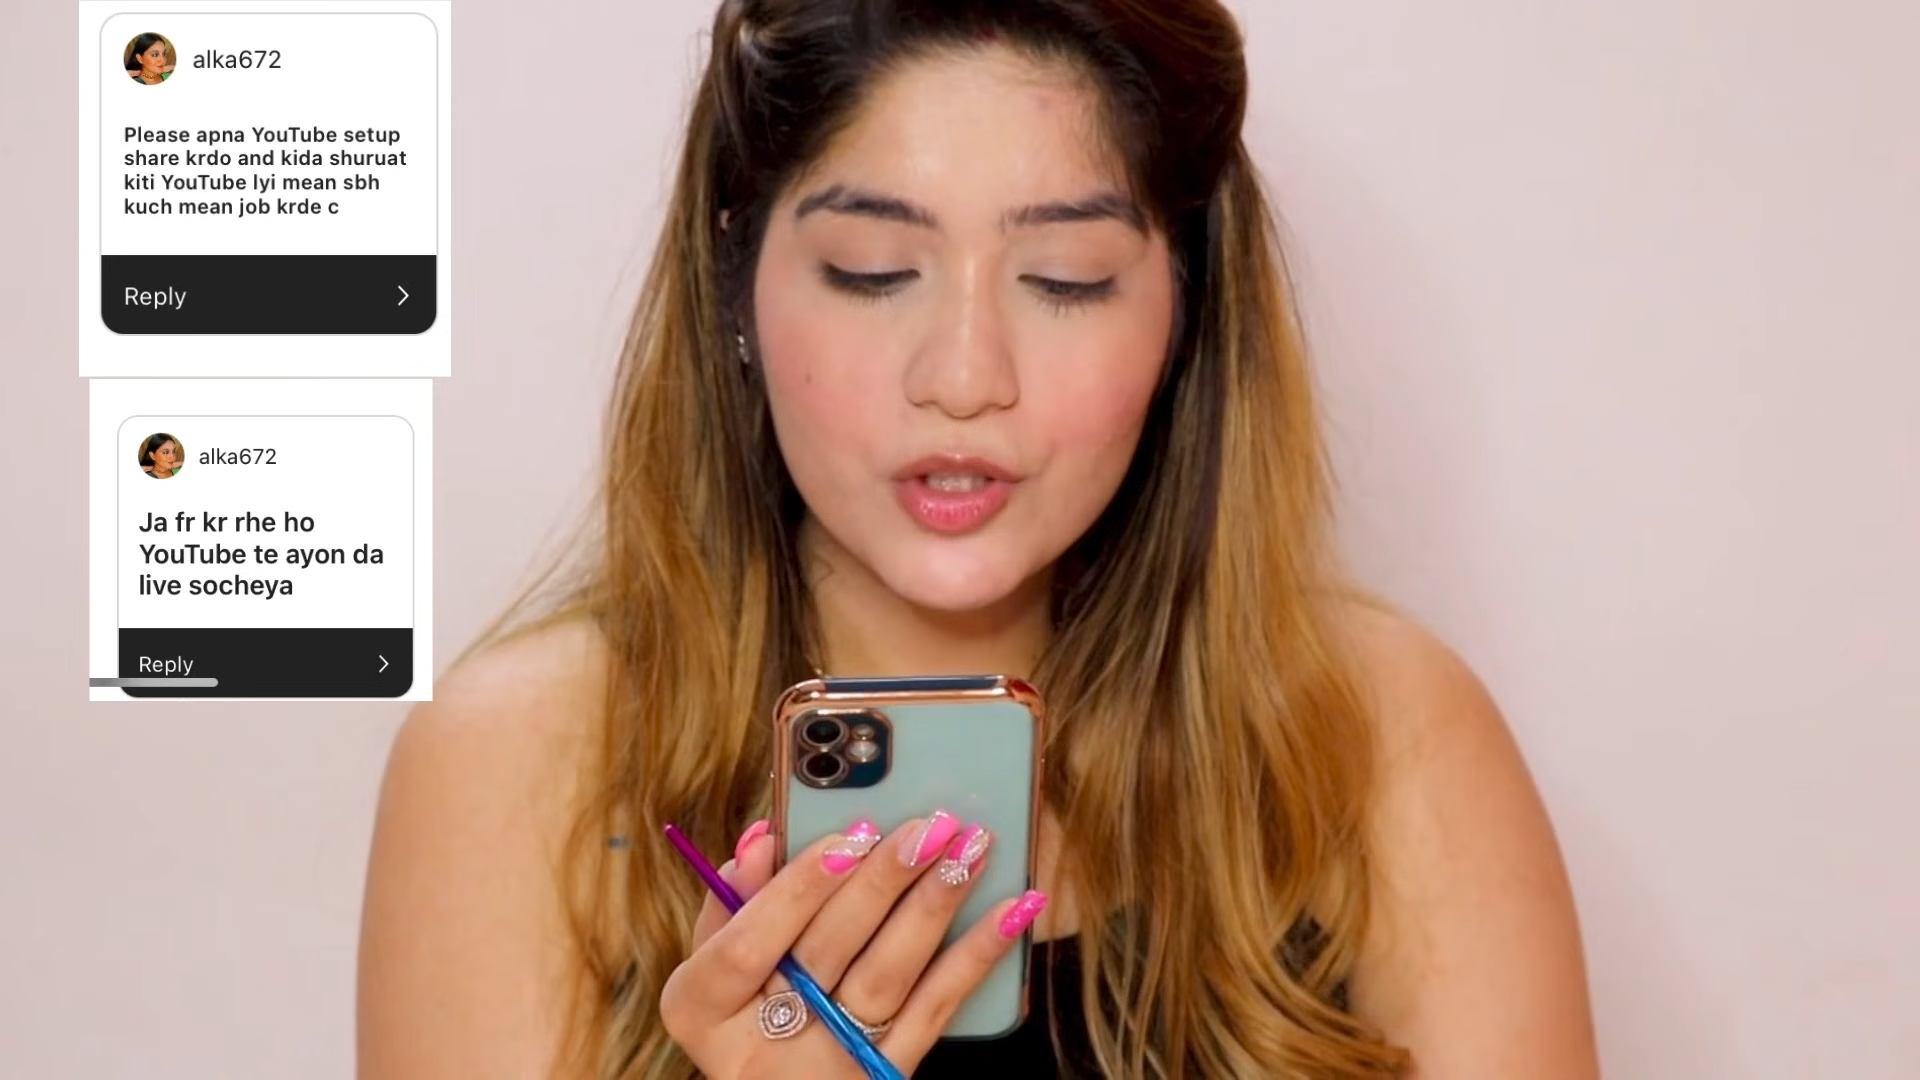 alka672
Please apna YouTube setup
share krdo and kida shuruat
kiti YouTube lyi mean sbh
kuch mean job krde c
Reply
alka672
Ja fr kr rhe ho
YouTube te ayon da
live socheya
Reply